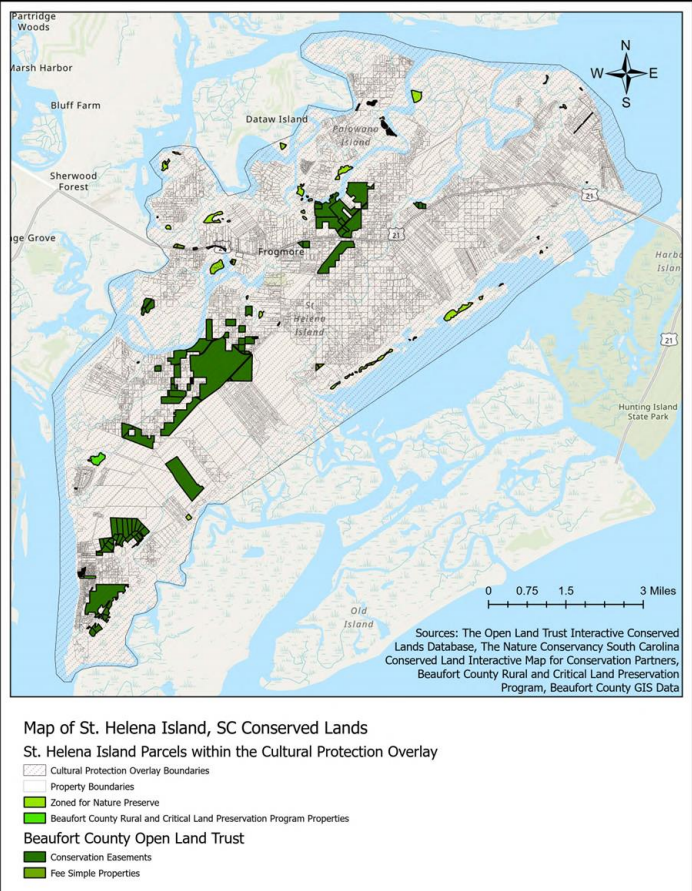 Partridge
Woods
Marsh Harbor
Bluff Farm
Dataw Island
Polowana
Island
Sherwood
Forest
ge Grove
Frogmore
21
21
21
21
St
Helena
Island
Harbo
Islan
Hunting Island
State Park
Old
Island
N
W E
S
0 0.75 1.5 3 Miles
Sources: The Open Land Trust Interactive Conserved
Lands Database, The Nature Conservancy South Carolina
Conserved Land Interactive Map for Conservation Partners,
Beaufort County Rural and Critical Land Preservation
Program, Beaufort County GIS Data
Map of St. Helena Island, SC Conserved Lands
St. Helena Island Parcels within the Cultural Protection Overlay
Cultural Protection Overlay Boundaries
Property Boundaries
Zoned for Nature Preserve
Beaufort County Rural and Critical Land Preservation Program Properties
Beaufort County Open Land Trust
Conservation Easements
Fee Simple Properties